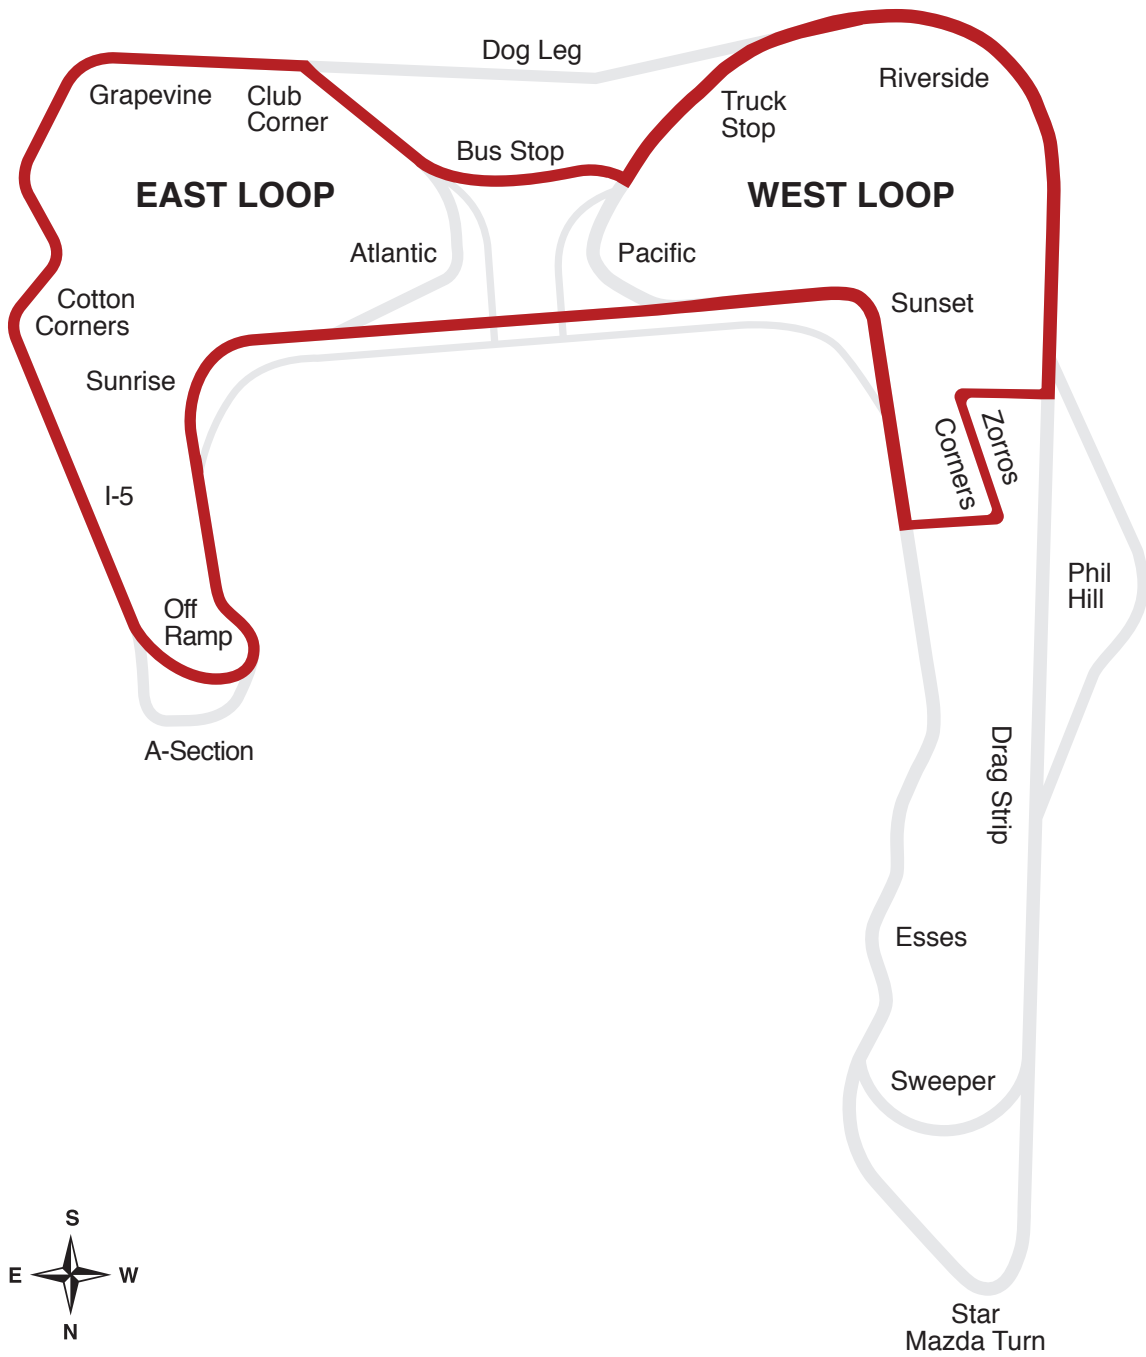 Dog Leg
Riverside
Grapevine
Club
Corner
Truck
Stop
Bus Stop
EAST LOOP
WEST LOOP
Atlantic
Pacific
Cotton
Corners
Sunset
Sunrise
Zorros
Corners
I-5
Phil
Hill
Off
Ramp
A-Section
Drag Strip
Esses
Sweeper
S
E
W
N
Star
Mazda Turn